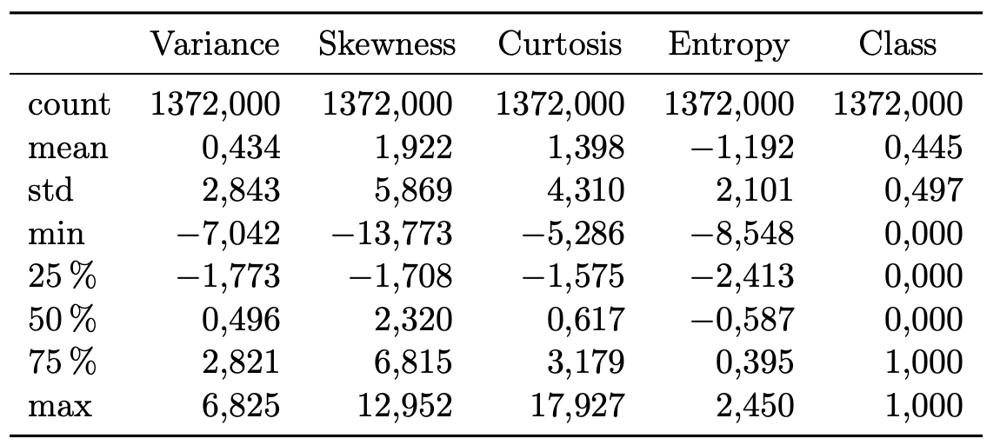 Variance Skewness Curtosis Entropy Class
count 1372,000 1372,000 1372,000 1372,000 1372,000
mean 0,434 1,922 1,398 −1,192 0,445
std 2,843 5,869 4,310 2,101 0,497
min −7,042 −13,773 −5,286 −8,548 0,000
25 % −1,773 −1,708 −1,575 −2,413 0,000
50 % 0,496 2,320 0,617 −0,587 0,000
75 % 2,821 6,815 3,179 0,395 1,000
max 6,825 12,952 17,927 2,450 1,000